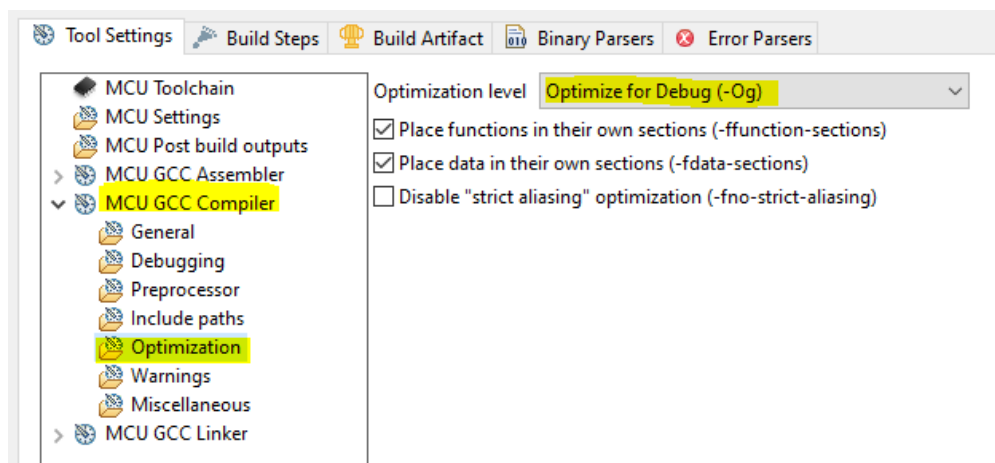 Tool Settings Build Steps Build Artifact Binary Parsers Error Parsers
MCU Toolchain
MCU Settings
MCU Post build outputs
MCU GCC Assembler
MCU GCC Compiler
General
Debugging
Preprocessor
Include paths
Optimization
Warnings
Miscellaneous
MCU GCC Linker
Optimization level Optimize for Debug (-Og)
Place functions in their own sections (-ffunction-sections)
Place data in their own sections (-fdata-sections)
Disable "strict aliasing" optimization (-fno-strict-aliasing)